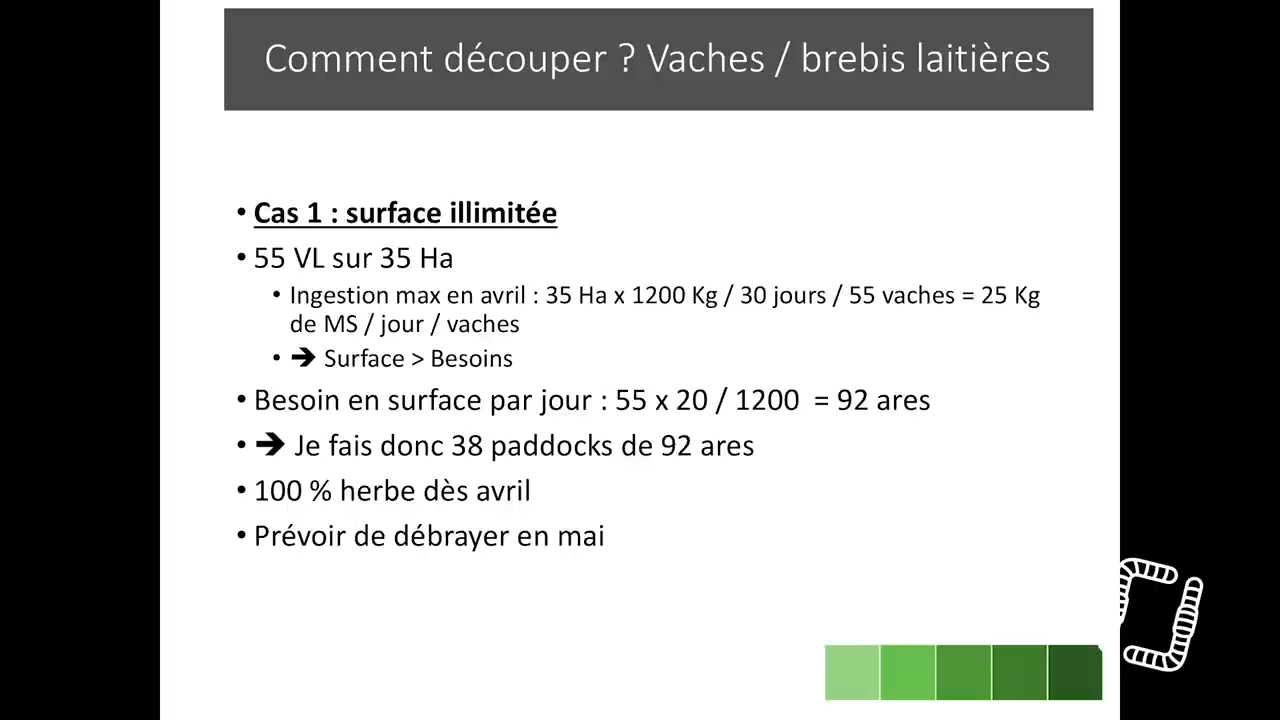 Comment découper ? Vaches / brebis laitières
• Cas 1 : surface illimitée
• 55 VL sur 35 Ha
• Ingestion max en avril : 35 Ha x 1200 Kg / 30 jours / 55 vaches = 25 Kg
de MS / jour / vaches
• ➔ Surface > Besoins
• Besoin en surface par jour : 55 x 20 / 1200  = 92 ares
• ➔ Je fais donc 38 paddocks de 92 ares
• 100 % herbe dès avril
• Prévoir de débrayer en mai